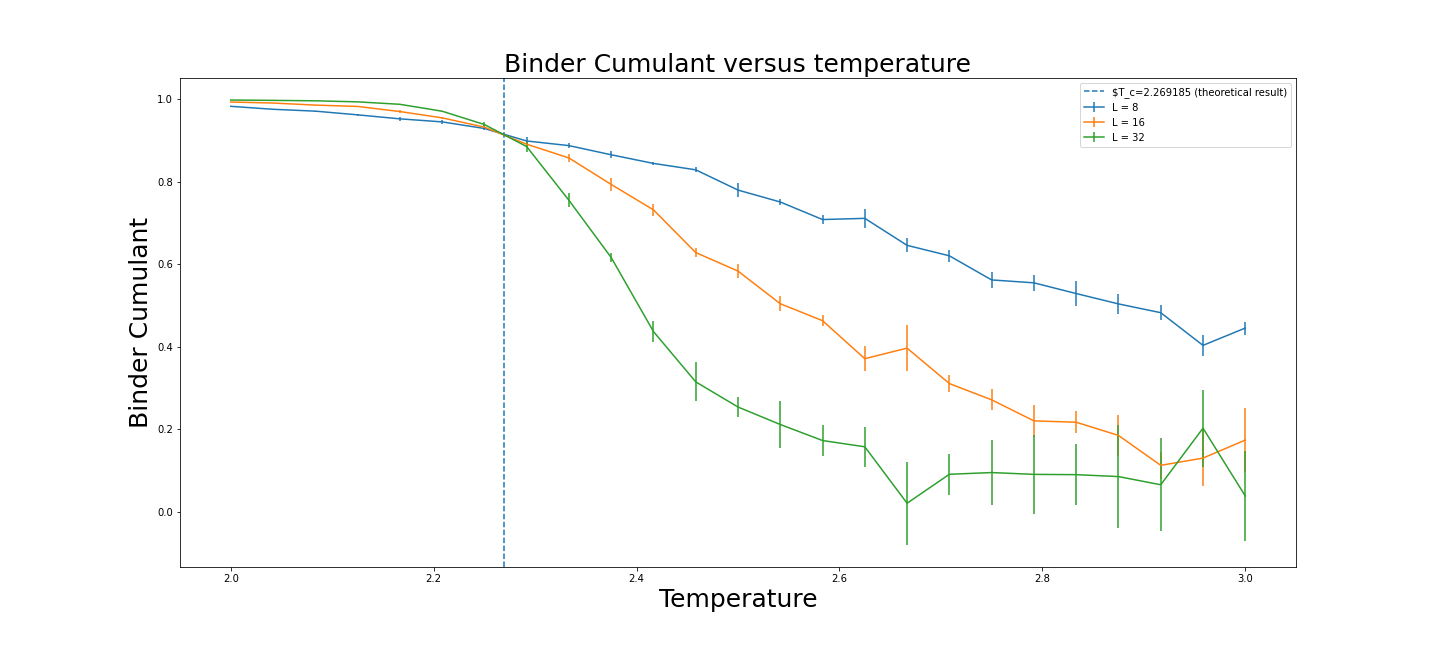 Binder Cumulant versus temperature
$T_c=2.269185 (theoretical result)
L = 8
L = 16
L = 32
Binder Cumulant
1.0
0.8
0.6
0.4
0.2
0.0
2.0 2.2 2.4 2.6 2.8 3.0
Temperature